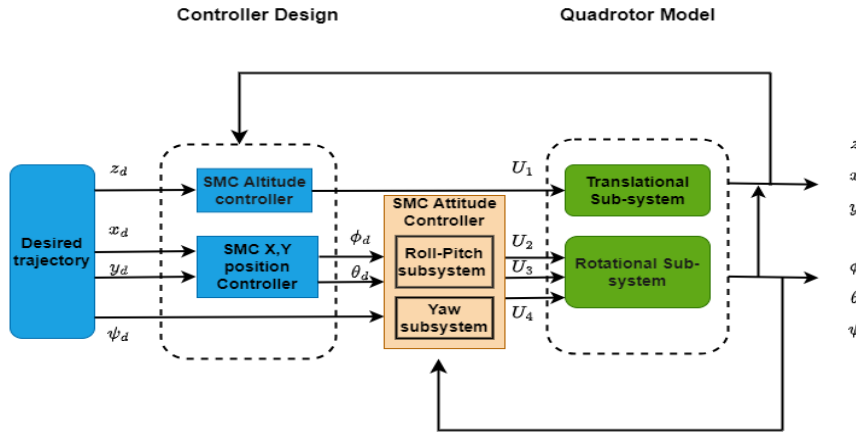 Controller Design
Quadrotor Model
z_d
SMC Altitude
controller
U_1
Translational
Sub-system
z
x
y
Desired
trajectory
x_d
y_d
SMC X,Y
position
Controller
ϕ_d
θ_d
SMC Attitude
Controller
Roll-Pitch
subsystem
Yaw
subsystem
U_2
U_3
U_4
Rotational Sub-
system
ϕ
θ
ψ
ψ_d